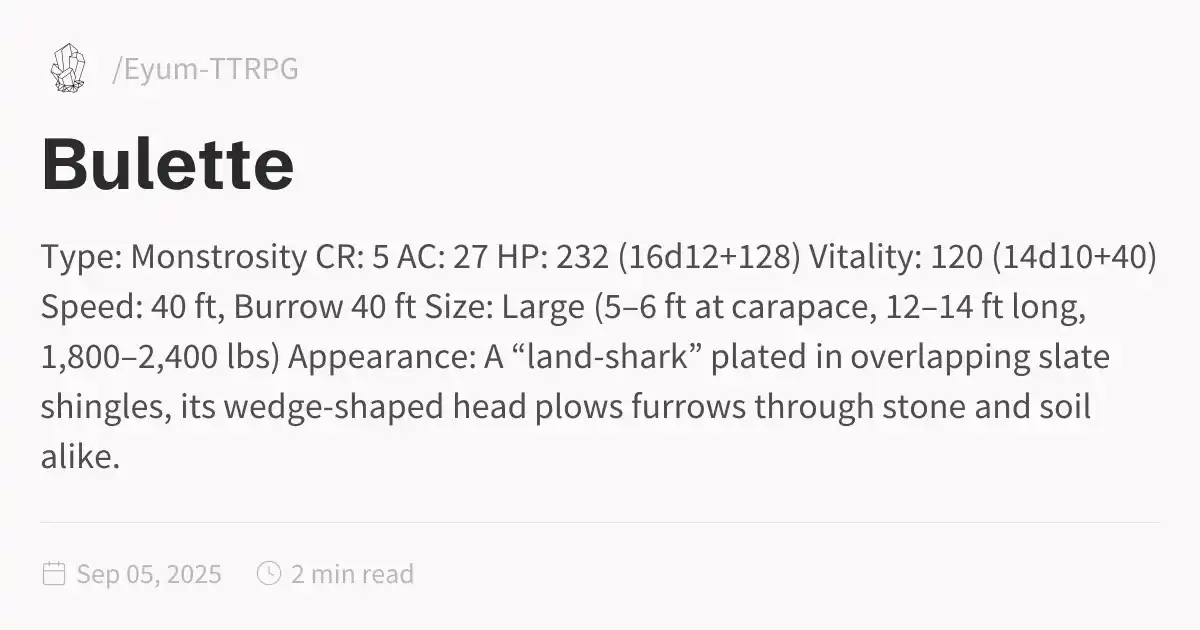 /Eyum-TTRPG
Bulette
Type: Monstrosity CR: 5 AC: 27 HP: 232 (16d12+128) Vitality: 120 (14d10+40)
Speed: 40 ft, Burrow 40 ft Size: Large (5–6 ft at carapace, 12–14 ft long,
1,800–2,400 lbs) Appearance: A “land-shark” plated in overlapping slate
shingles, its wedge-shaped head plows furrows through stone and soil
alike.
Sep 05, 2025 2 min read